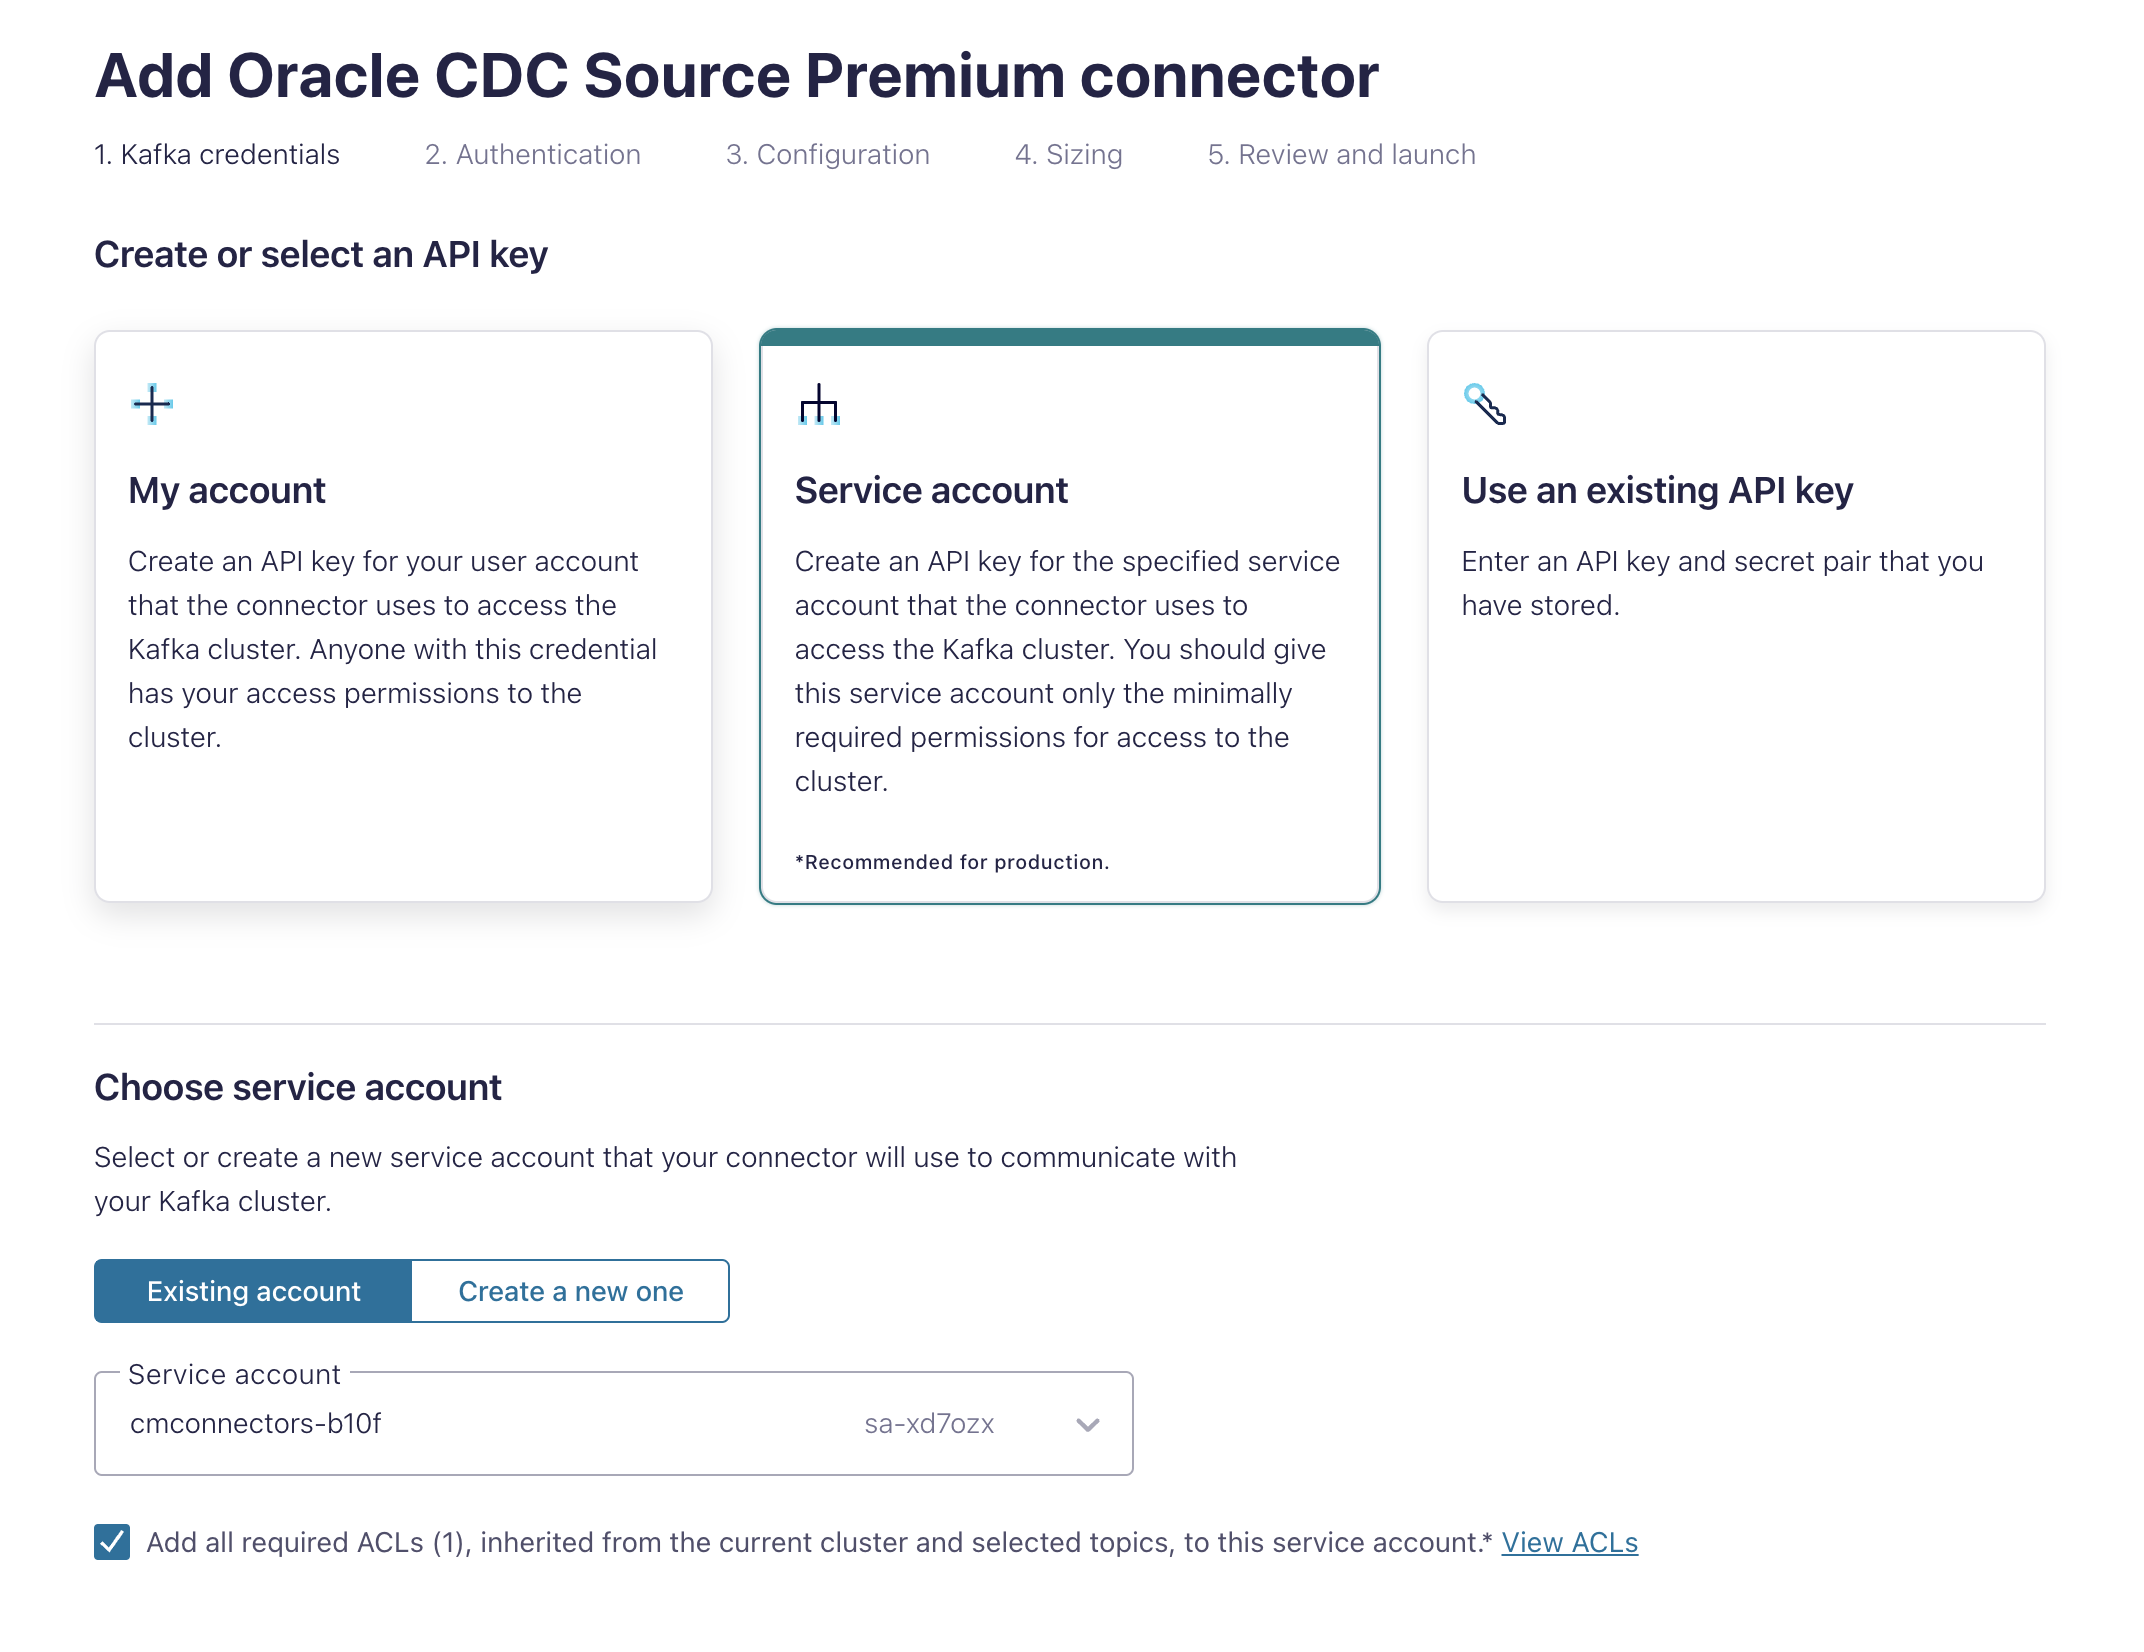 Add Oracle CDC Source Premium connector
1. Kafka credentials 2. Authentication 3. Configuration 4. Sizing 5. Review and launch
Create or select an API key
My account
Create an API key for your user account
that the connector uses to access the
Kafka cluster. Anyone with this credential
has your access permissions to the
cluster.
Service account
Create an API key for the specified service
account that the connector uses to
access the Kafka cluster. You should give
this service account only the minimally
required permissions for access to the
cluster.
*Recommended for production.
Use an existing API key
Enter an API key and secret pair that you
have stored.
Choose service account
Select or create a new service account that your connector will use to communicate with
your Kafka cluster.
Existing account Create a new one
Service account
cmconnectors-b10f sa-xd7ozx
Add all required ACLs (1), inherited from the current cluster and selected topics, to this service account.* View ACLs